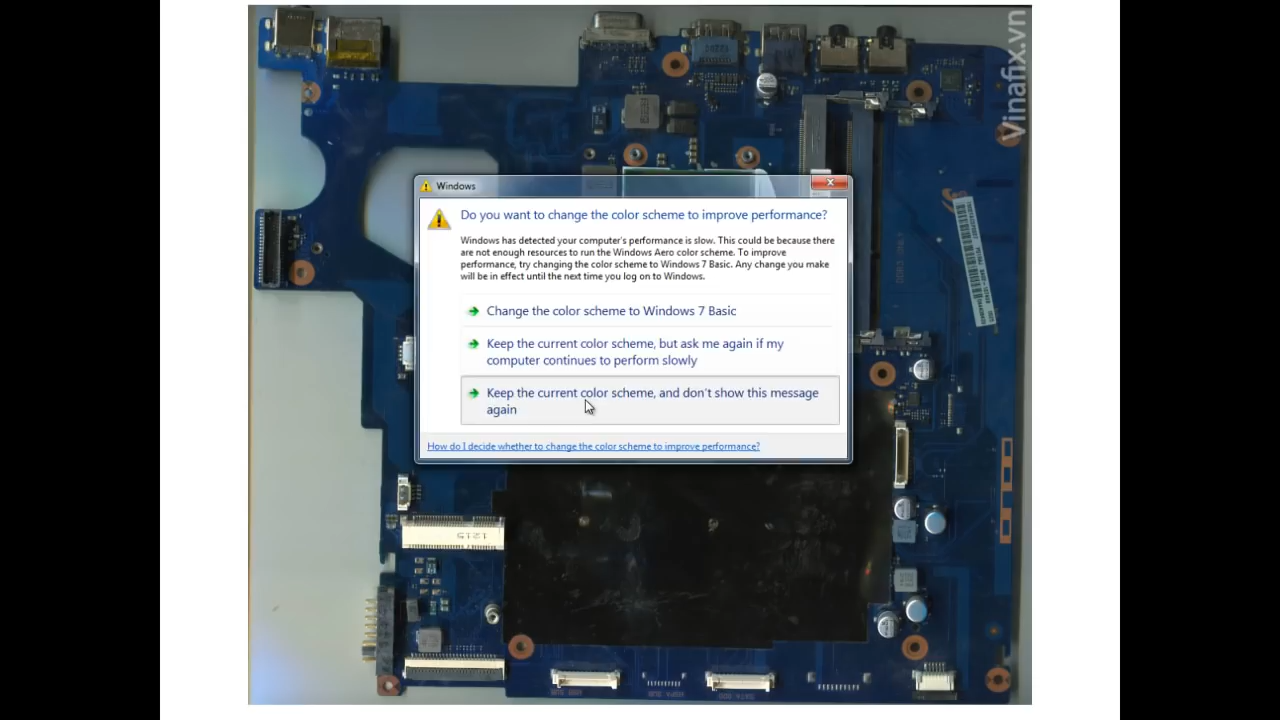 Vinafix.vn
Windows
Do you want to change the color scheme to improve performance?
Windows has detected your computer's performance is slow. This could be because there
are not enough resources to run the Windows Aero color scheme. To improve
performance, try changing the color scheme to Windows 7 Basic. Any change you make
will be in effect until the next time you log on to Windows.
Change the color scheme to Windows 7 Basic
Keep the current color scheme, but ask me again if my
computer continues to perform slowly
Keep the current color scheme, and don't show this message
again
How do I decide whether to change the color scheme to improve performance?
1215